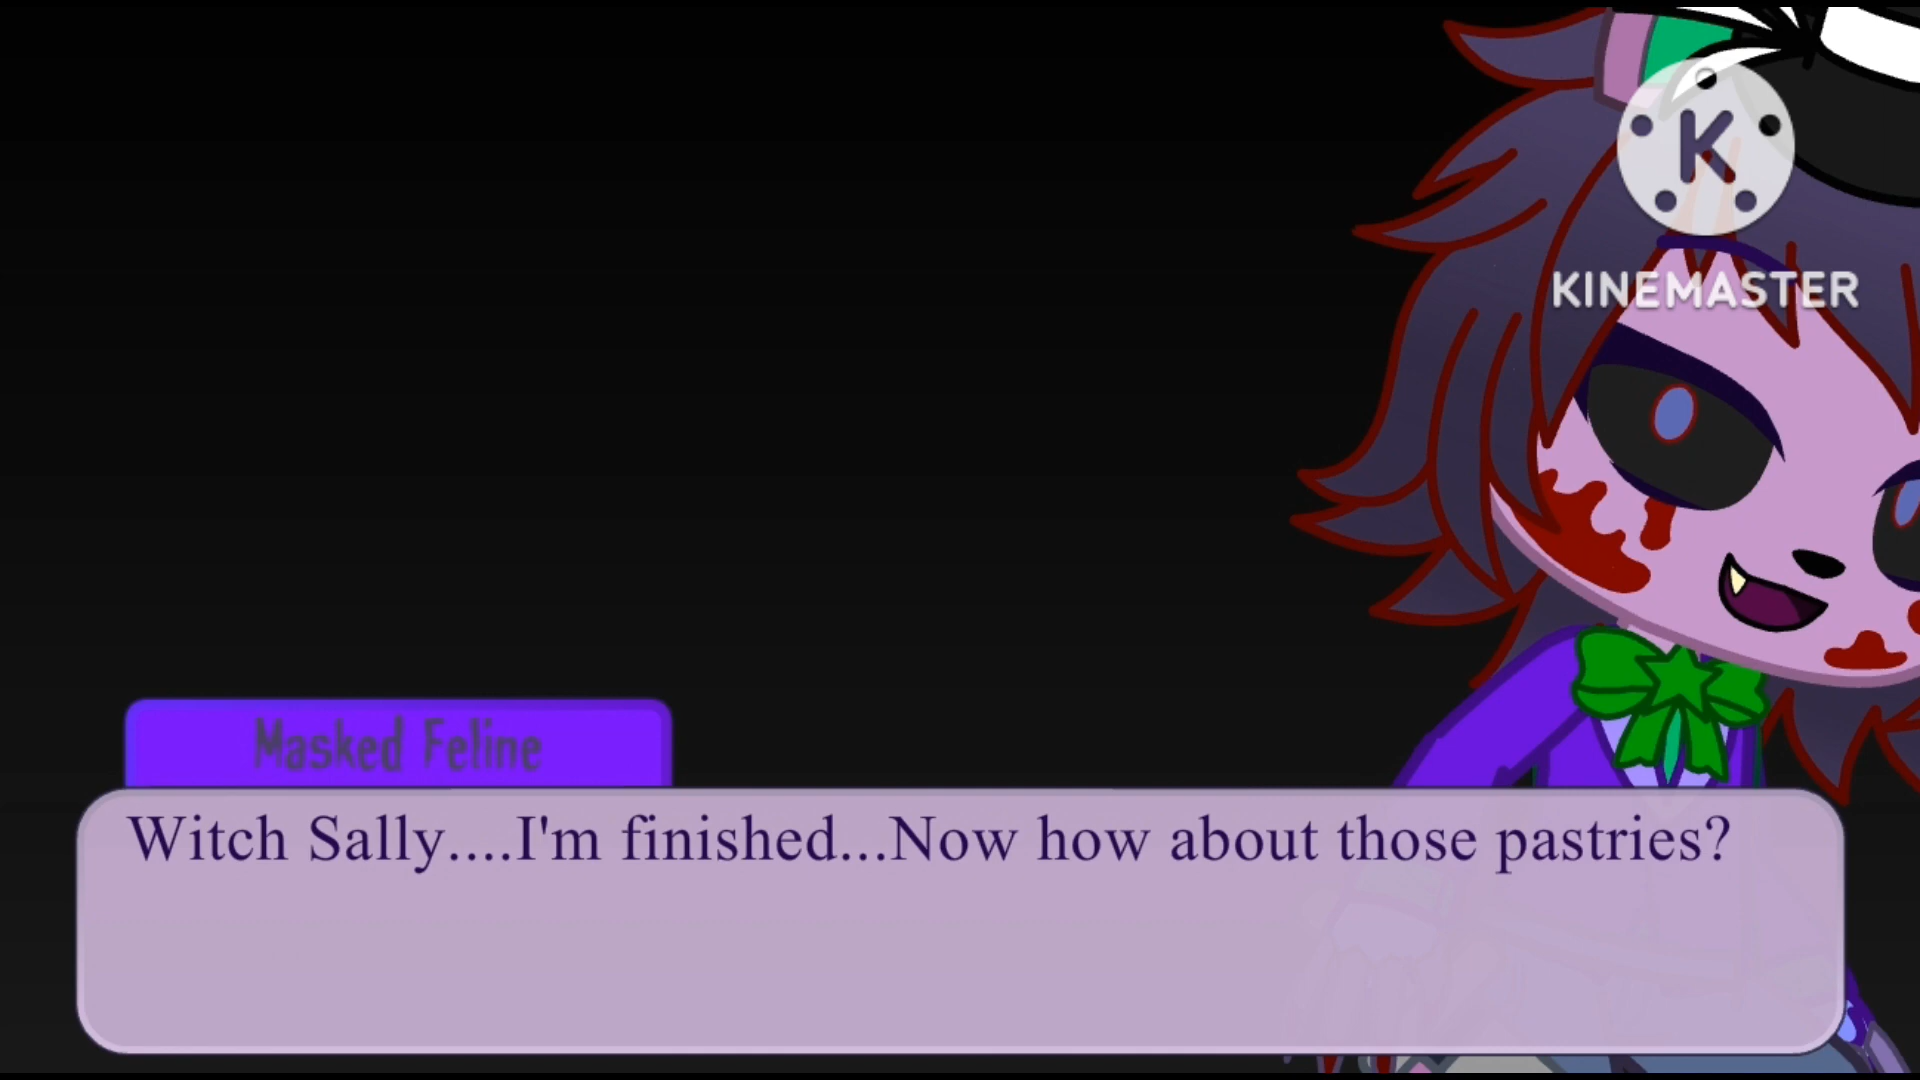 K
KINEMASTER
Masked Feline
Witch Sally....I'm finished...Now how about those pastries?